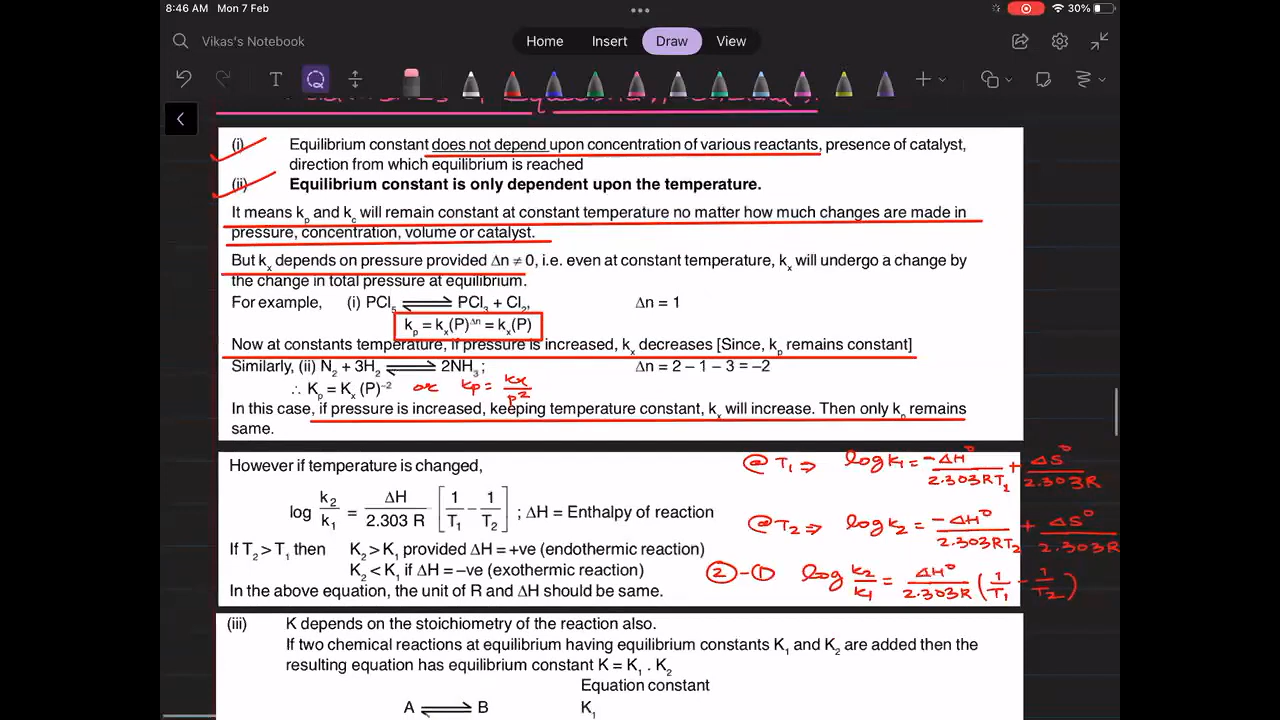 8:46 AM Mon 7 Feb
30%
Vikas's Notebook
Home Insert Draw View
(i) Equilibrium constant does not depend upon concentration of various reactants, presence of catalyst,
direction from which equilibrium is reached
(ii) Equilibrium constant is only dependent upon the temperature.
It means kp and kc will remain constant at constant temperature no matter how much changes are made in
pressure, concentration, volume or catalyst.
But kx depends on pressure provided Δn ≠ 0, i.e. even at constant temperature, kx will undergo a change by
the change in total pressure at equilibrium.
For example, (i) PCl5 ⇌ PCl3 + Cl2, Δn = 1
kp = kx(P)^Δn = kx(P)
Now at constants temperature, if pressure is increased, kx decreases [Since, kp remains constant]
Similarly, (ii) N2 + 3H2 ⇌ 2NH3 ; Δn = 2 – 1 – 3 = –2
∴ Kp = Kx (P)^–2 or kp = kx/p^2
In this case, if pressure is increased, keeping temperature constant, kx will increase. Then only kp remains
same.
However if temperature is changed,
@ T1 ⇒ log k1 = -ΔH°/2.303RT1 + ΔS°/2.303R
log k2/k1 = ΔH/2.303 R [1/T1 – 1/T2] ; ΔH = Enthalpy of reaction
@ T2 ⇒ log k2 = -ΔH°/2.303RT2 + ΔS°/2.303R
If T2 > T1 then K2 > K1 provided ΔH = +ve (endothermic reaction)
K2 < K1 if ΔH = –ve (exothermic reaction)
② - ① log k2/k1 = ΔH°/2.303R (1/T1 - 1/T2)
In the above equation, the unit of R and ΔH should be same.
(iii) K depends on the stoichiometry of the reaction also.
If two chemical reactions at equilibrium having equilibrium constants K1 and K2 are added then the
resulting equation has equilibrium constant K = K1 . K2
Equation constant
A ⇌ B K1